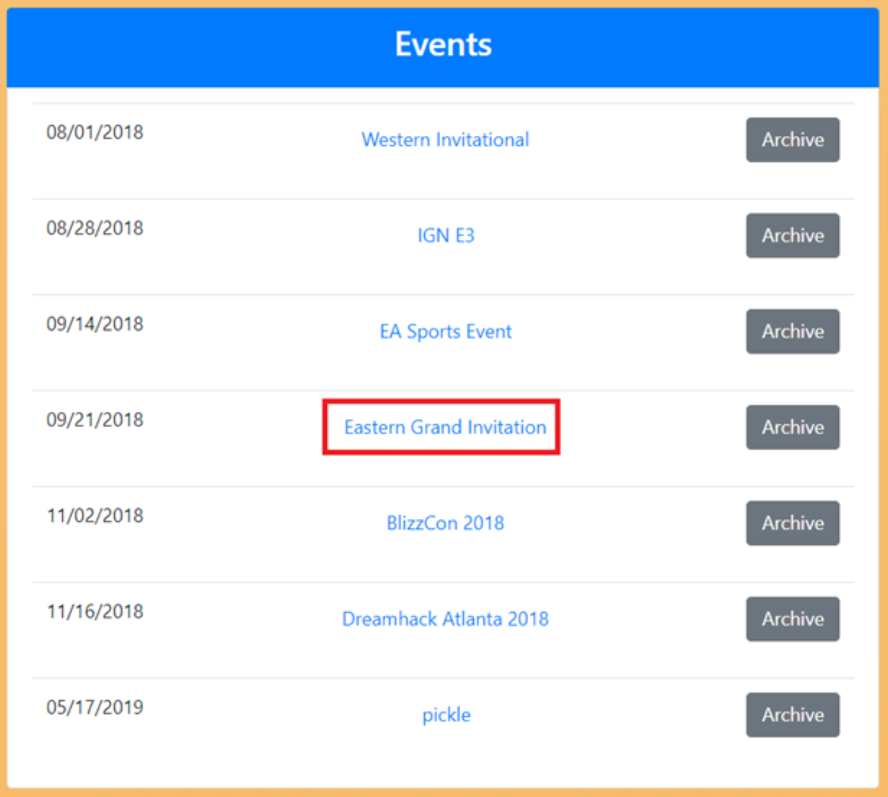 Events
08/01/2018 Western Invitational Archive
08/28/2018 IGN E3 Archive
09/14/2018 EA Sports Event Archive
09/21/2018 Eastern Grand Invitation Archive
11/02/2018 BlizzCon 2018 Archive
11/16/2018 Dreamhack Atlanta 2018 Archive
05/17/2019 pickle Archive